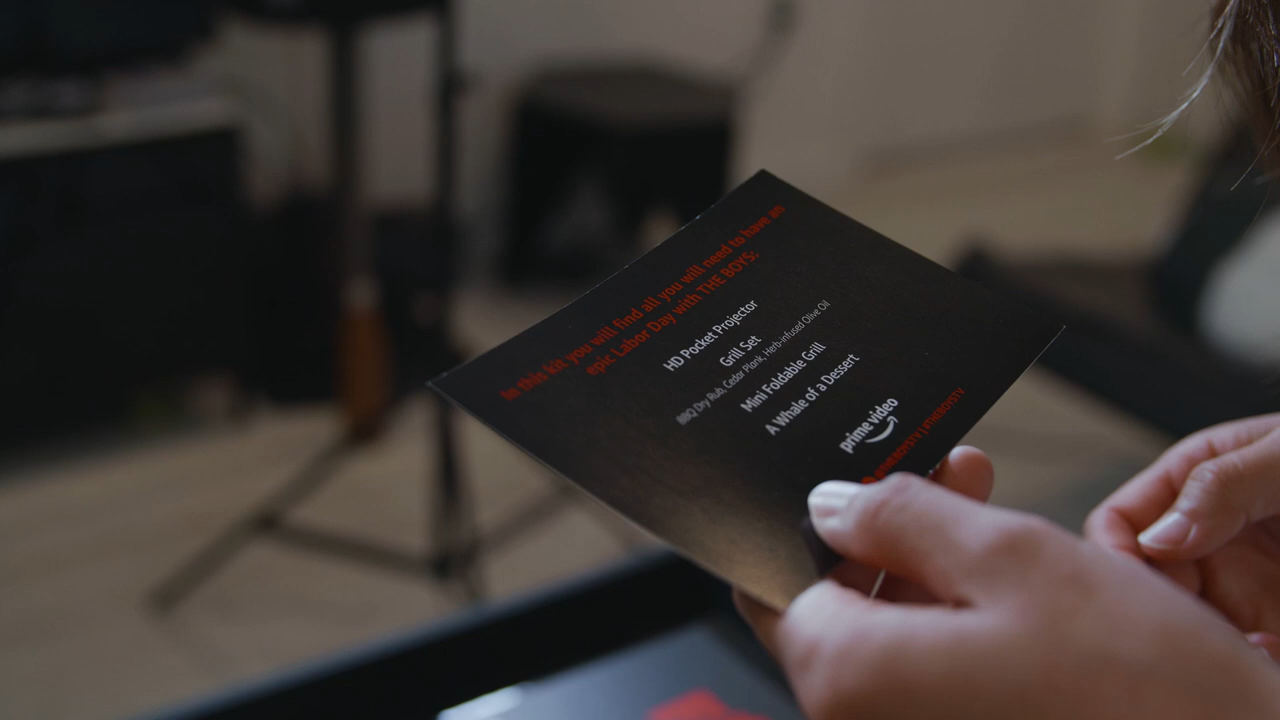 In this kit you will find all you will need to have an
epic Labor Day with THE BOYS:
HD Pocket Projector
Grill Set
BBQ Dry Rub, Cedar Plank, Herb-infused Olive Oil
Mini Foldable Grill
A Whale of a Dessert
prime video
@THEBOYSTV | #THEBOYSTV